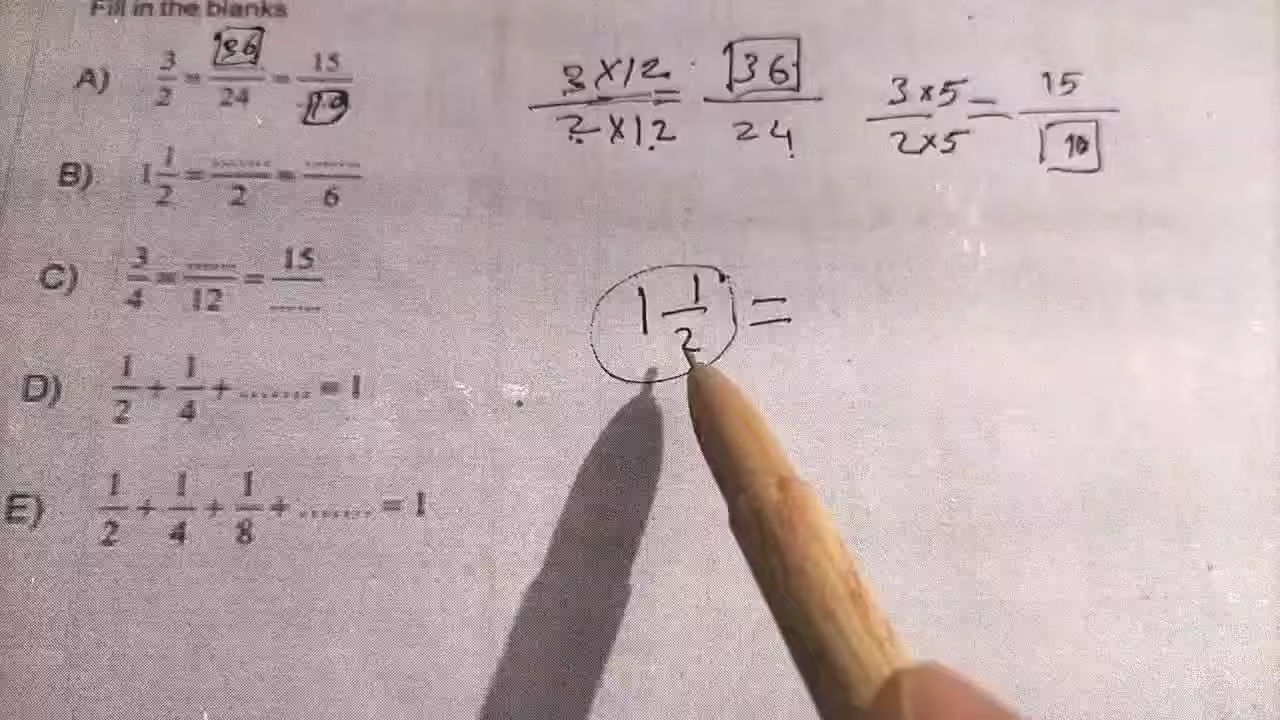 Fill in the blanks
A) 3/2 = 36/24 = 15/10
B) 1 1/2 = ......./2 = ......./6
C) 3/4 = ....../12 = 15/......
D) 1/2 + 1/4 + ....... = 1
E) 1/2 + 1/4 + 1/8 + ....... = 1
3×12/2×12 = 36/24
3×5/2×5 = 15/10
1 1/2 =